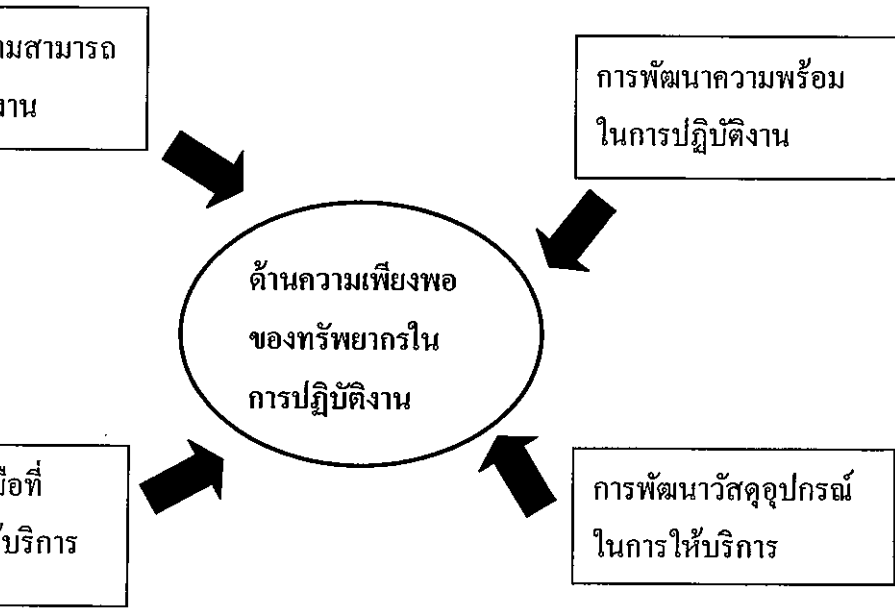 ามสามารถ
งาน
การพัฒนาความพร้อม
ในการปฏิบัติงาน
ด้านความเพียงพอ
ของทรัพยากรใน
การปฏิบัติงาน
มือที่
บริการ
การพัฒนาวัสดุอุปกรณ์
ในการให้บริการ